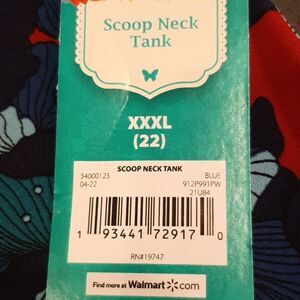 Scoop Neck
Tank
XXXL
(22)
SCOOP NECK TANK
34000123 BLUE
04-22 912P991PW
21U84
1 93441 72917 0
RN#19747
Find more at Walmart.com